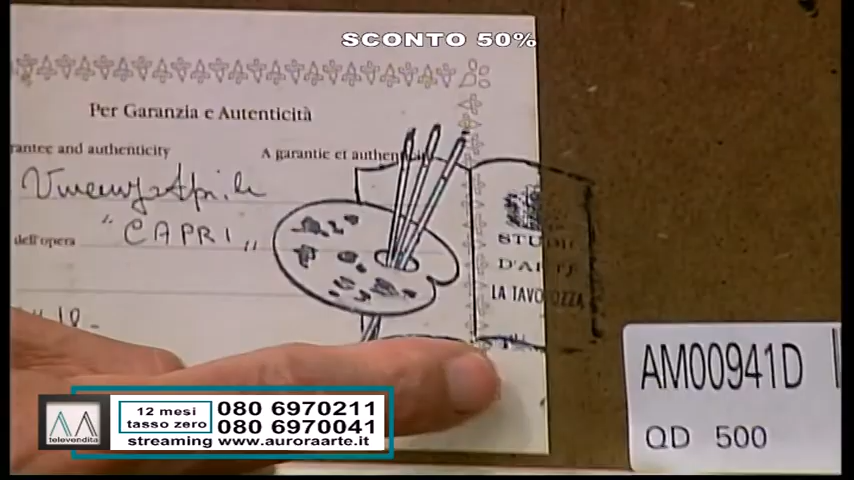 SCONTO 50%
Per Garanzia e Autenticità
rantee and authenticity
A garantie et authen
"CAPRI"
dell'opera
STUDIO
D'ARTE
LA TAVOLOZZA
AM00941D
QD 500
televendita
12 mesi
tasso zero
080 6970211
080 6970041
streaming www.auroraarte.it